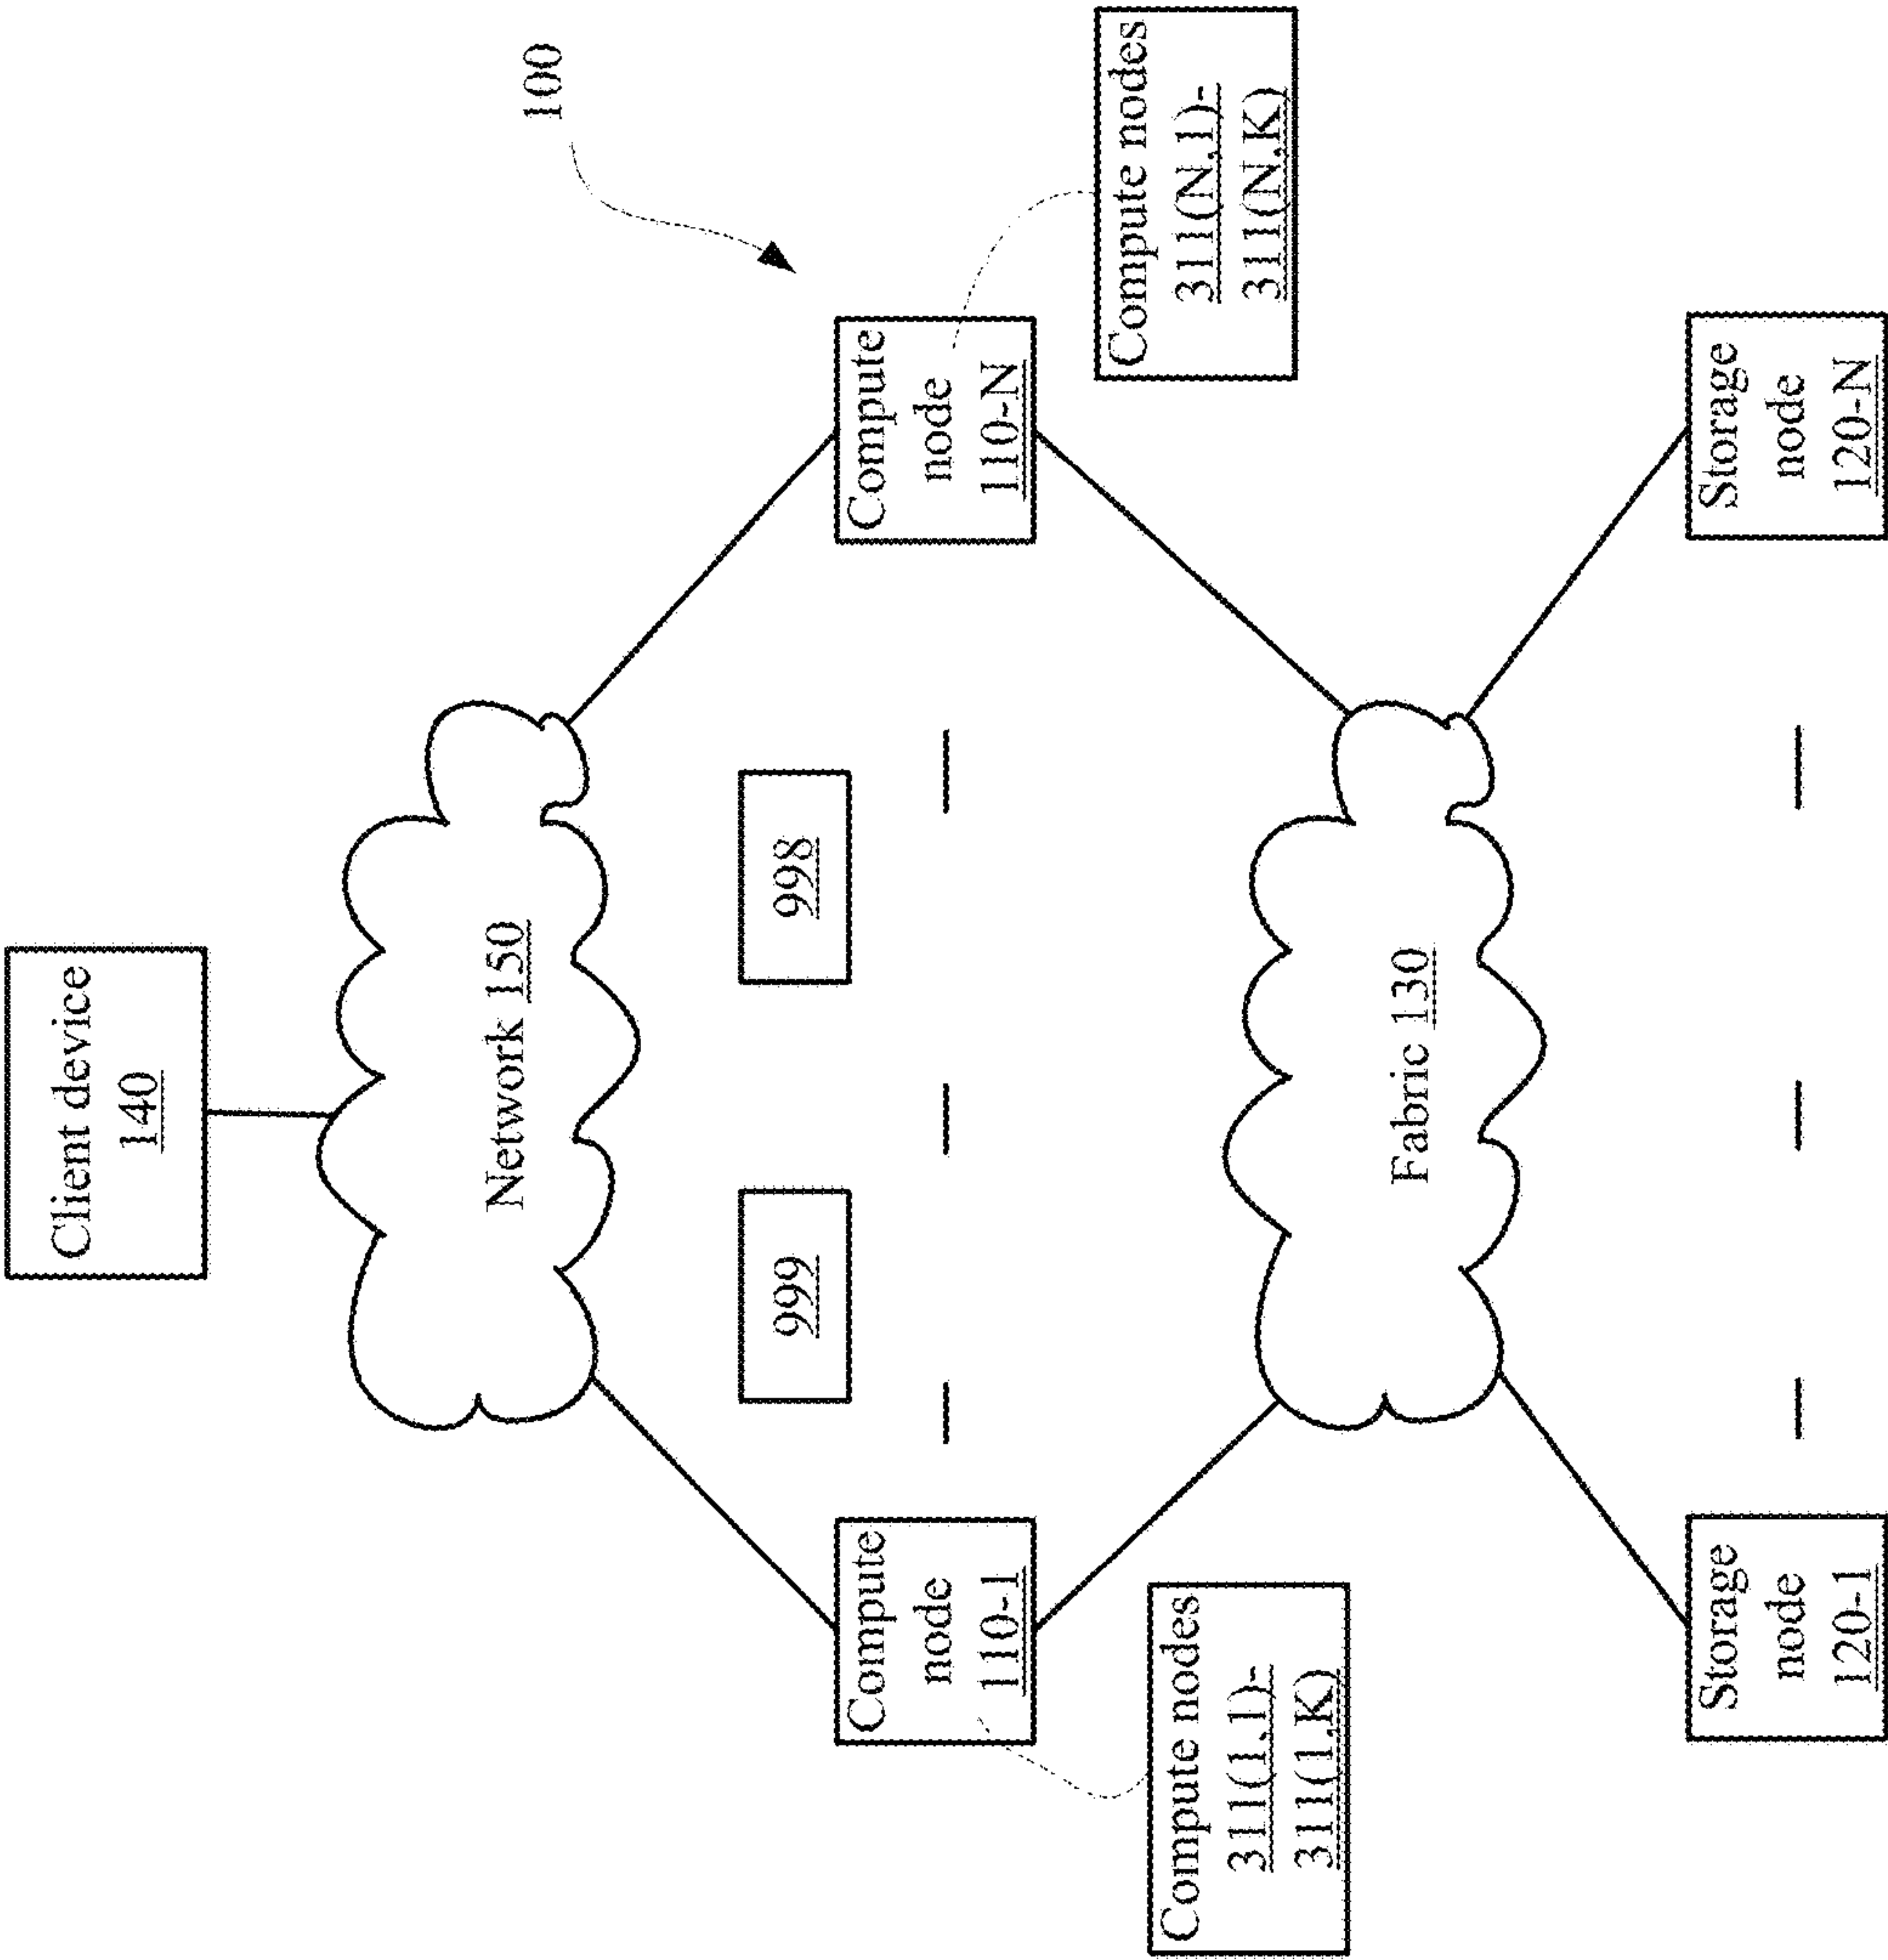 Client device
140
100
Network 150
999
998
Compute
node
110-1
Compute
node
110-N
Compute nodes
311(1,1)-
311(1,K)
Compute nodes
311(N,1)-
311(N,K)
Fabric 130
Storage
node
120-1
Storage
node
120-N